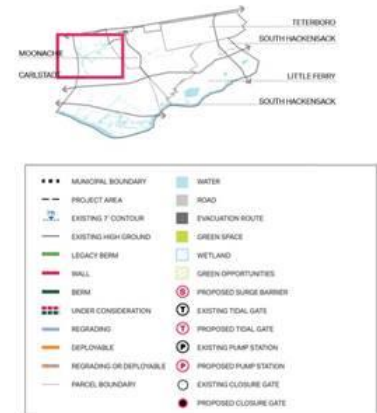 TETERBORO
SOUTH HACKENSACK
MOONACHIE
CARLSTADT
LITTLE FERRY
SOUTH HACKENSACK
MUNICIPAL BOUNDARY
PROJECT AREA
EXISTING 7' CONTOUR
EXISTING HIGH GROUND
LEGACY BERM
WALL
BERM
UNDER CONSIDERATION
REGRADING
DEPLOYABLE
REGRADING OR DEPLOYABLE
PARCEL BOUNDARY
WATER
ROAD
EVACUATION ROUTE
GREEN SPACE
WETLAND
GREEN OPPORTUNITIES
S PROPOSED SURGE BARRIER
T EXISTING TIDAL GATE
T PROPOSED TIDAL GATE
P EXISTING PUMP STATION
P PROPOSED PUMP STATION
EXISTING CLOSURE GATE
PROPOSED CLOSURE GATE